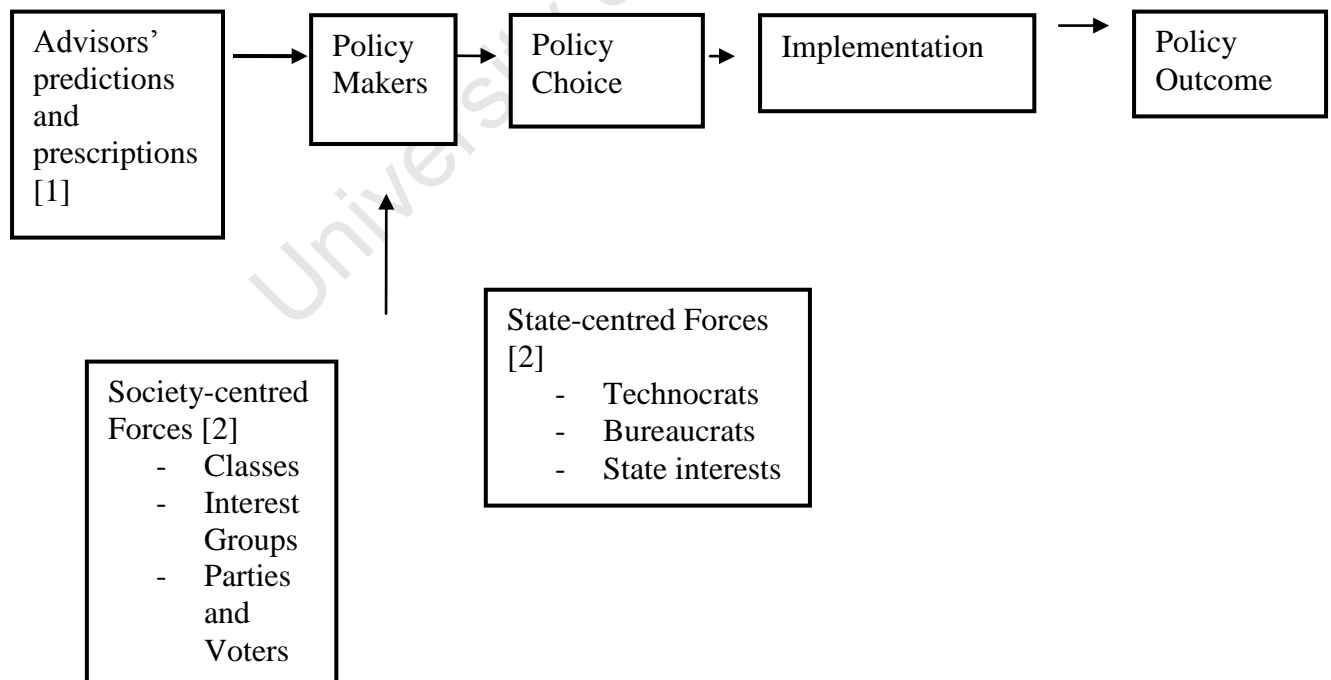 Advisors'
predictions
and
prescriptions
[1]
Policy
Makers
Policy
Choice
Implementation
Policy
Outcome
Society-centred
Forces [2]
- Classes
- Interest
Groups
- Parties
and
Voters
State-centred Forces
[2]
- Technocrats
- Bureaucrats
- State interests
University